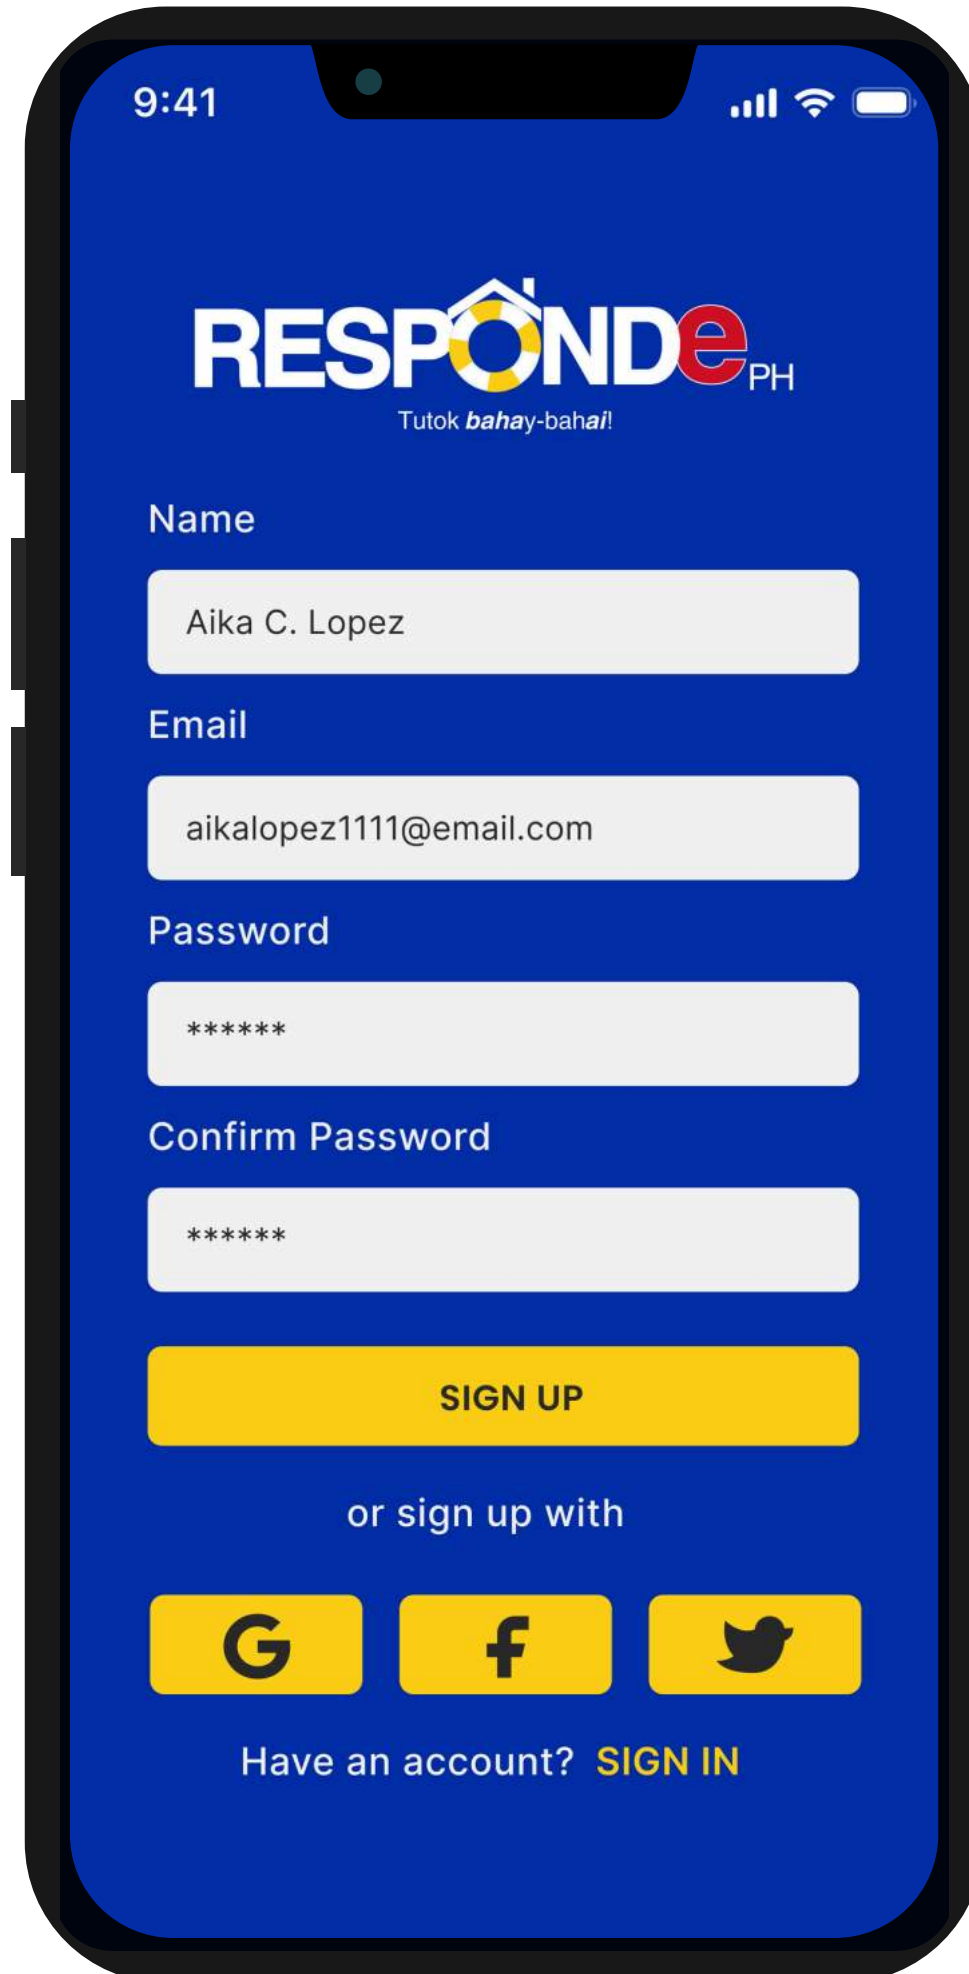 9:41
RESPONDe PH
Tutok bahay-bahai!
Name
Aika C. Lopez
Email
aikalopez1111@email.com
Password
******
Confirm Password
******
SIGN UP
or sign up with
G f
Have an account? SIGN IN